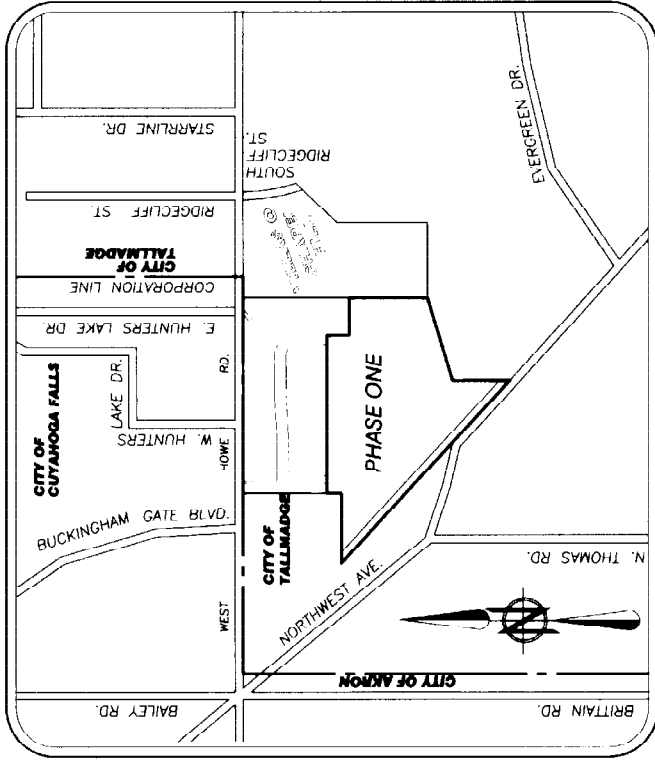 STARRLINE DR.
RIDGECLIFF ST.
CITY OF
TALLMADGE
CORPORATION LINE
E. HUNTERS LAKE DR
CITY OF
CUYAHOGA FALLS
W. HUNTERS
LAKE DR.
BUCKINGHAM GATE BLVD.
BAILEY RD.
WEST
HOWE
RD.
SOUTH
RIDGECLIFF
ST.
EVERGREEN DR.
PHASE ONE
CITY OF
TALLMADGE
NORTHWEST AVE.
N. THOMAS RD.
N
CITY OF AKRON
BRITTAIN RD.